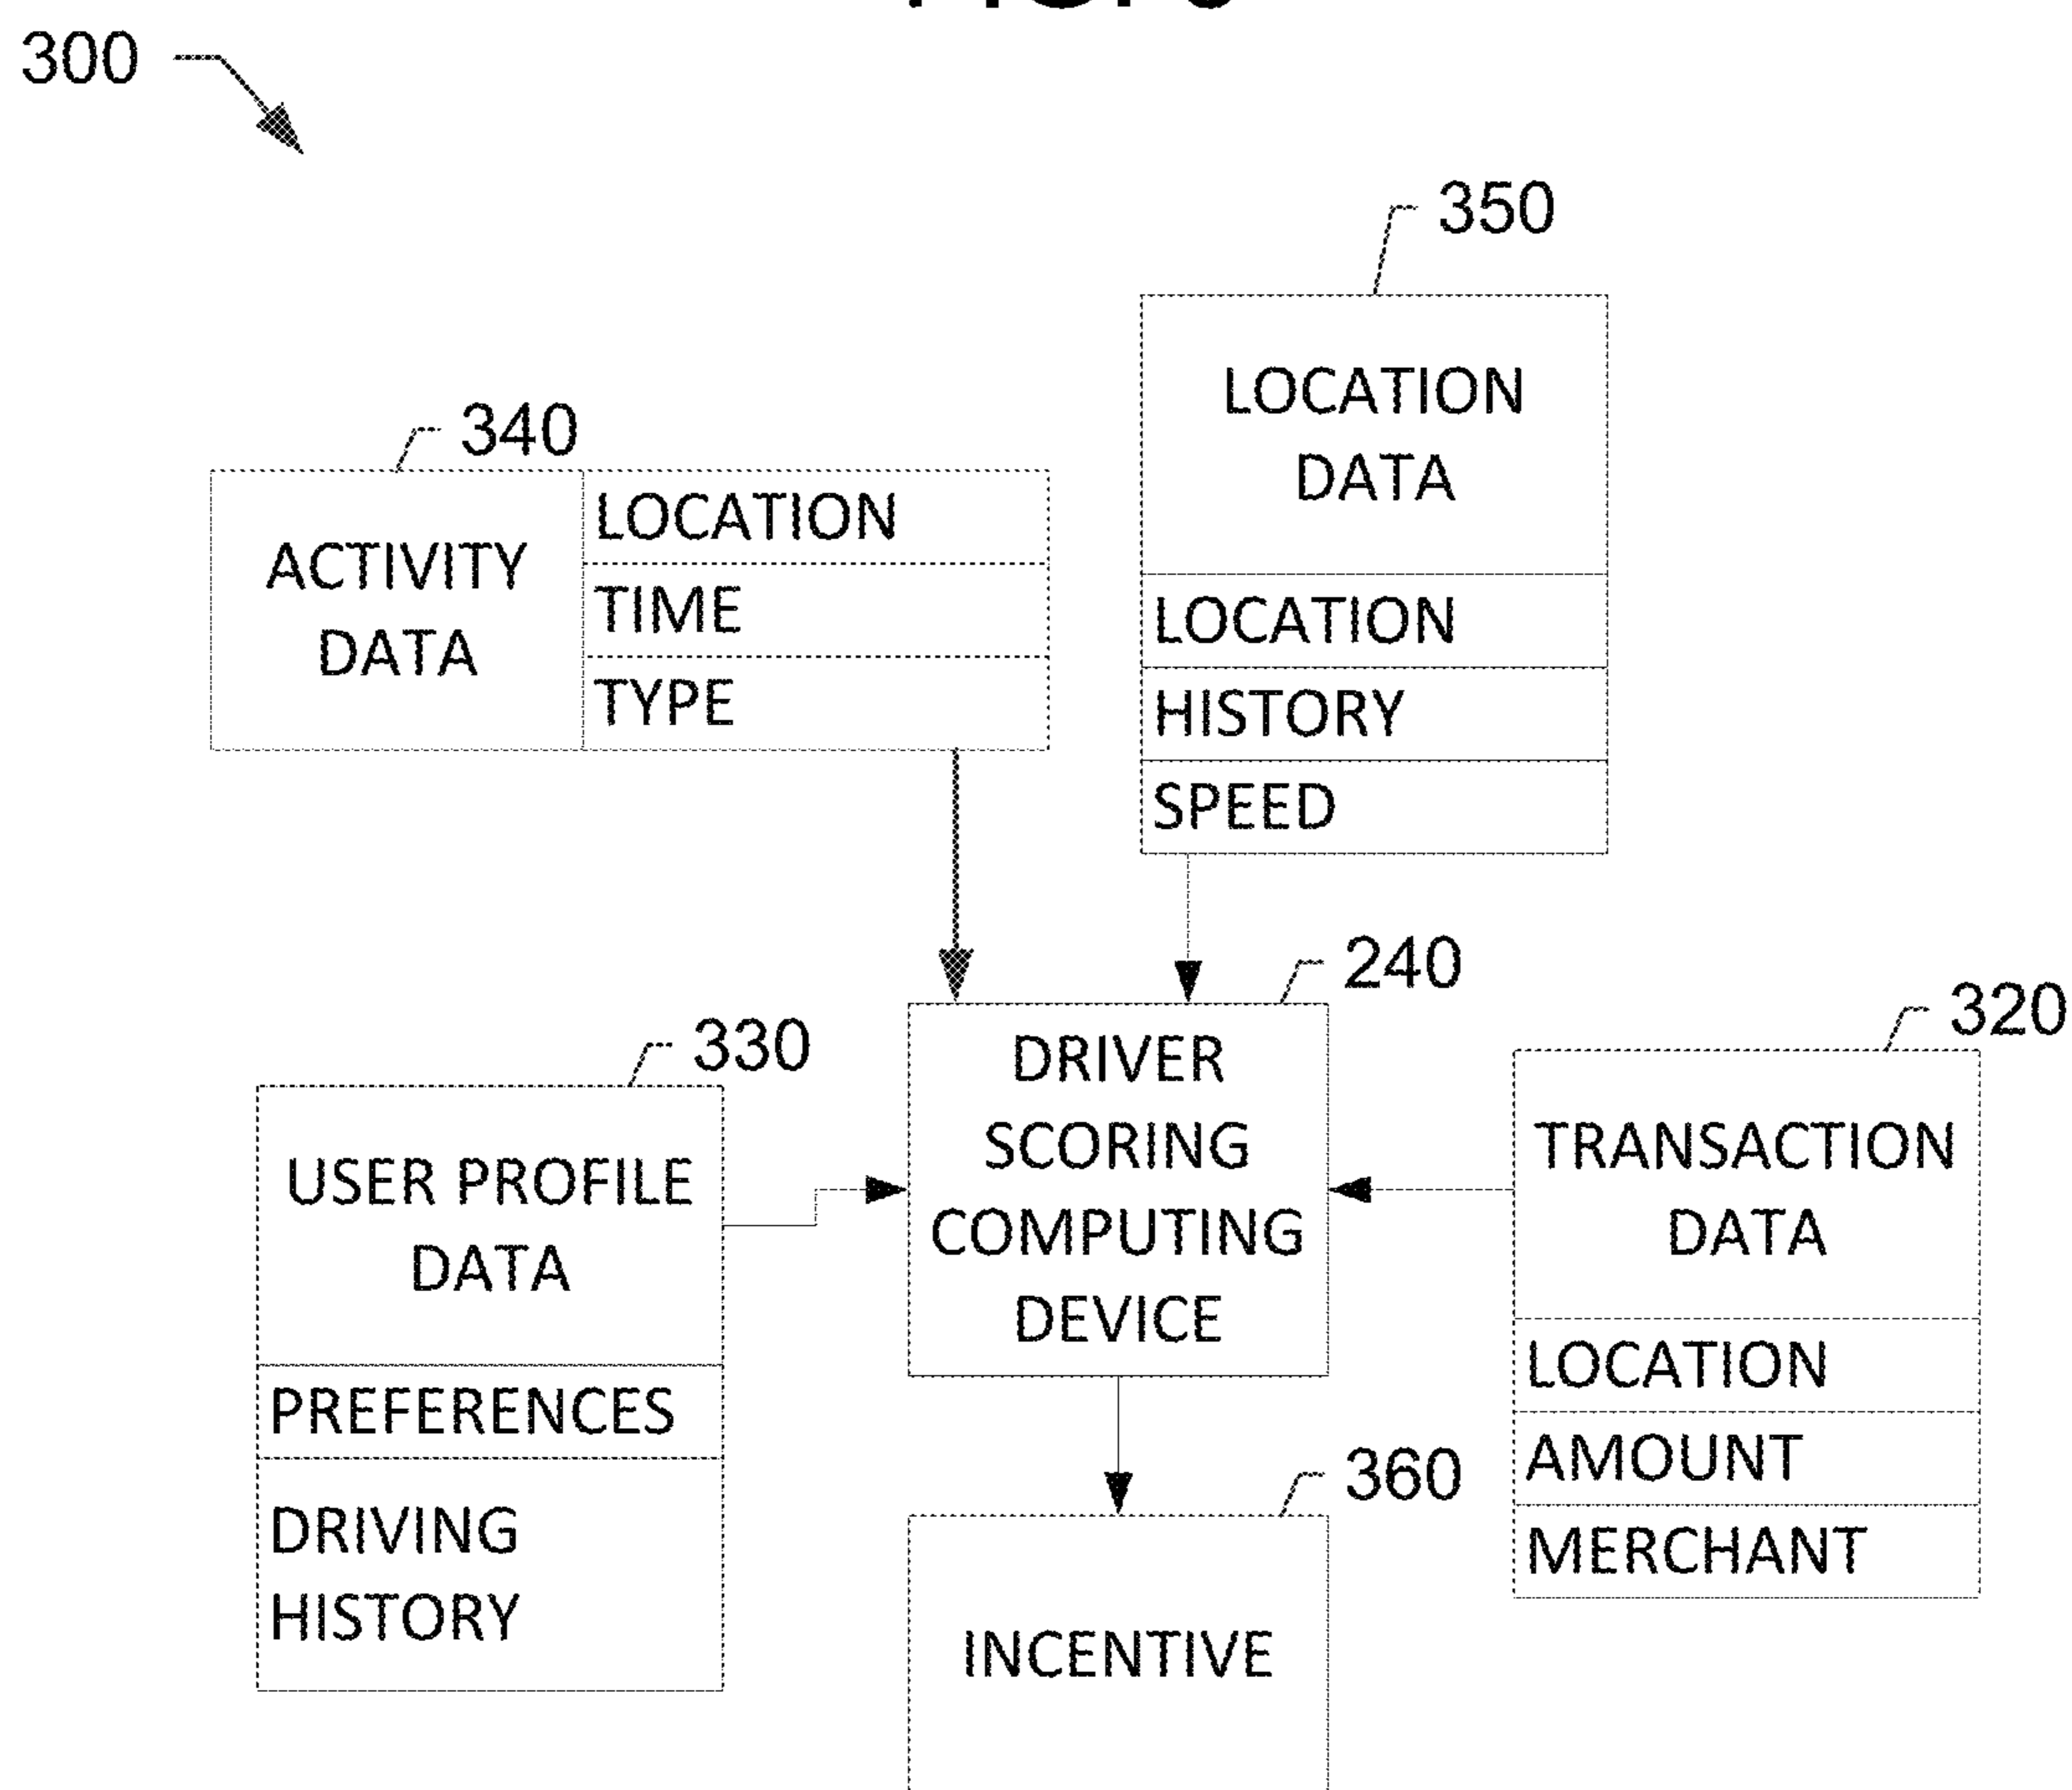 300
350
LOCATION
DATA
LOCATION
HISTORY
SPEED
340
ACTIVITY
DATA
LOCATION
TIME
TYPE
240
DRIVER
SCORING
COMPUTING
DEVICE
330
USER PROFILE
DATA
PREFERENCES
DRIVING
HISTORY
320
TRANSACTION
DATA
LOCATION
AMOUNT
MERCHANT
360
INCENTIVE